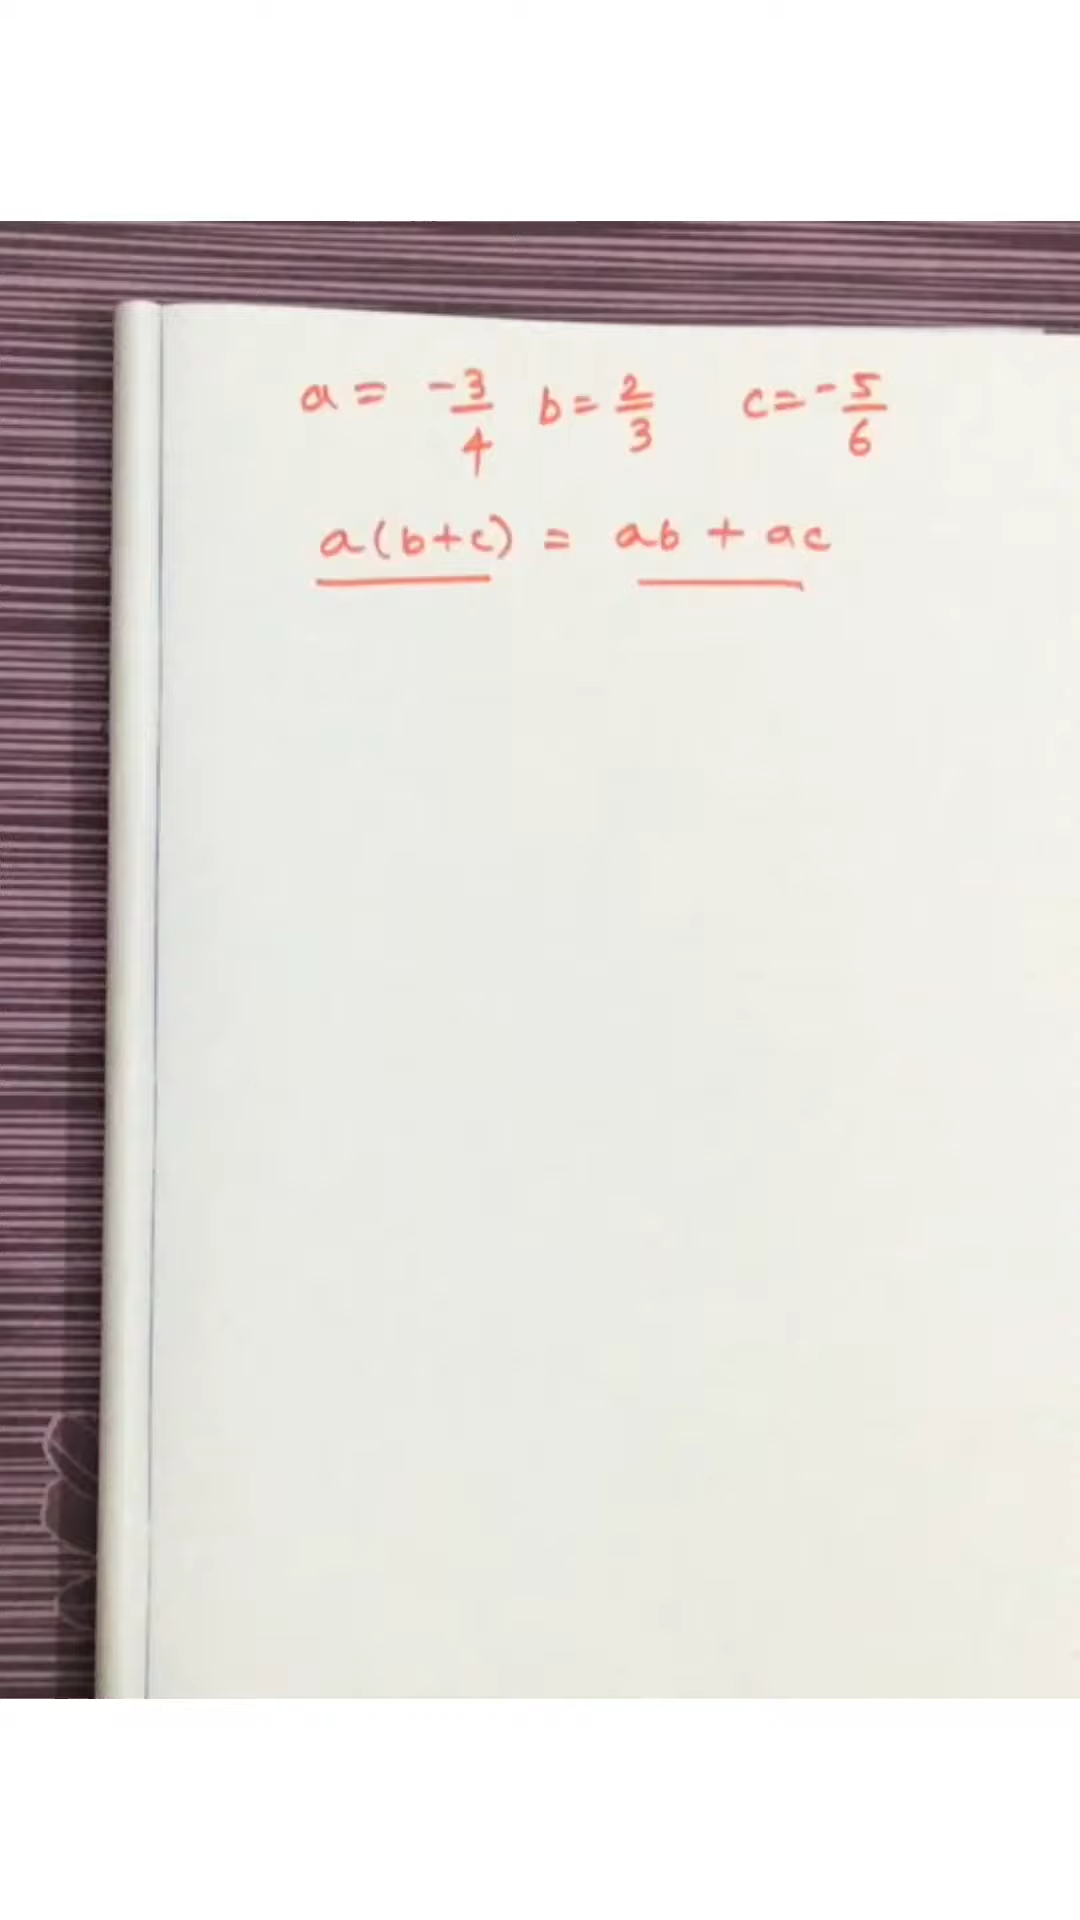 a = -3/4 b = 2/3 c = -5/6
a(b+c) = ab + ac